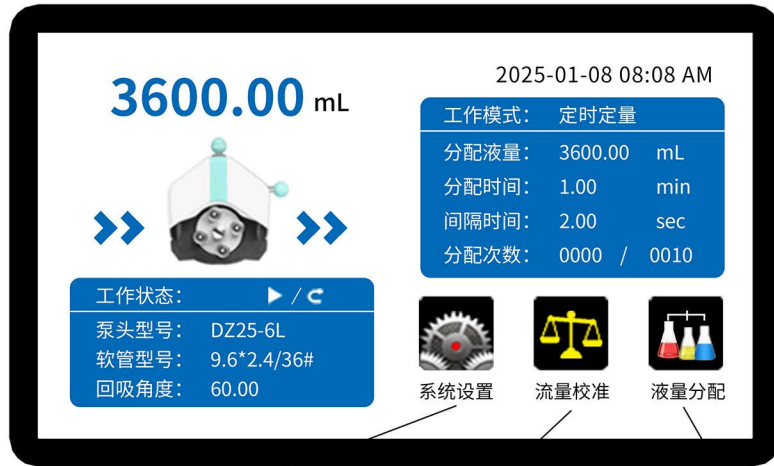 2025-01-08 08:08 AM
3600.00 mL
工作模式： 定时定量
分配液量： 3600.00 mL
分配时间： 1.00 min
间隔时间： 2.00 sec
分配次数： 0000 / 0010
工作状态： /
泵头型号： DZ25-6L
软管型号： 9.6*2.4/36#
回吸角度： 60.00
系统设置 流量校准 液量分配